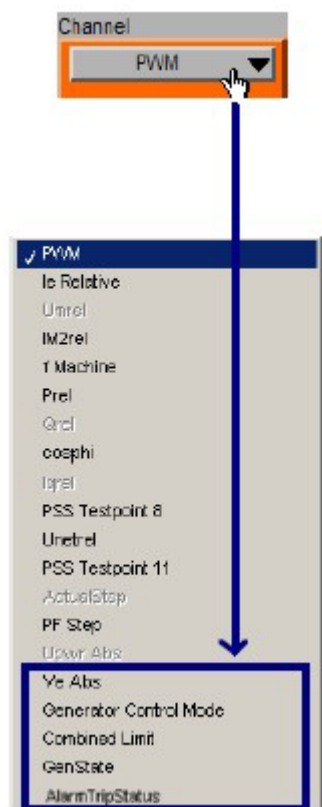 Channel
PWM
✓ PWM
Ie Relative
Umrel
IM2rel
f Machine
Prel
Qrel
cosphi
Iqrel
PSS Testpoint 8
Unetrel
PSS Testpoint 11
ActualStep
PF Step
Upwr Abs
Ve Abs
Generator Control Mode
Combined Limit
GenState
AlarmTripStatus